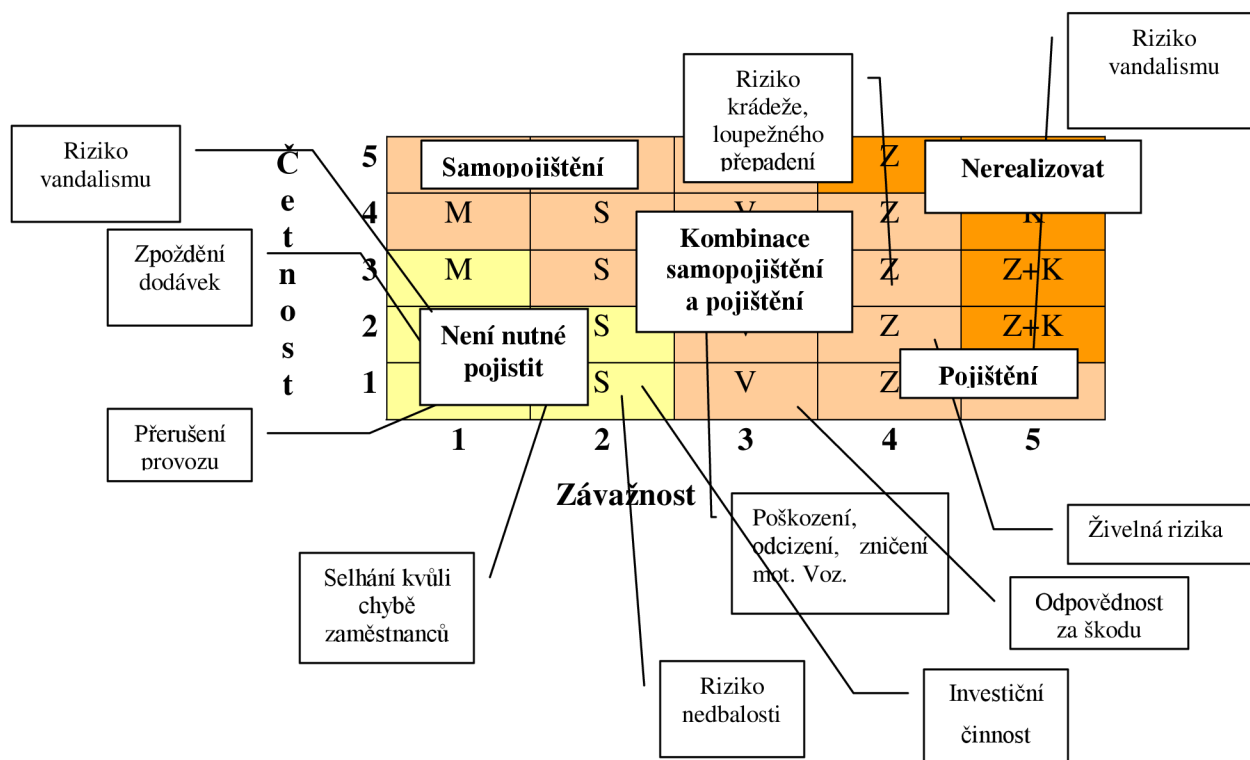 Riziko
vandalismu
Riziko
krádeže,
loupežného
přepadení
Riziko
vandalismu
Četnost
5
Samopojištění
Z
Nerealizovat
4
M
S
V
Z
K
Zpoždění
dodávek
Kombinace
samopojištění
a pojištění
3
M
S
Z
Z+K
2
Není nutné
pojistit
S
V
Z
Z+K
Pojištění
1
S
V
Z
Přerušení
provozu
1
2
3
4
5
Závažnost
Poškození,
odcizení, zničení
mot. Voz.
Živelná rizika
Selhání kvůli
chybě
zaměstnanců
Odpovědnost
za škodu
Riziko
nedbalosti
Investiční
činnost